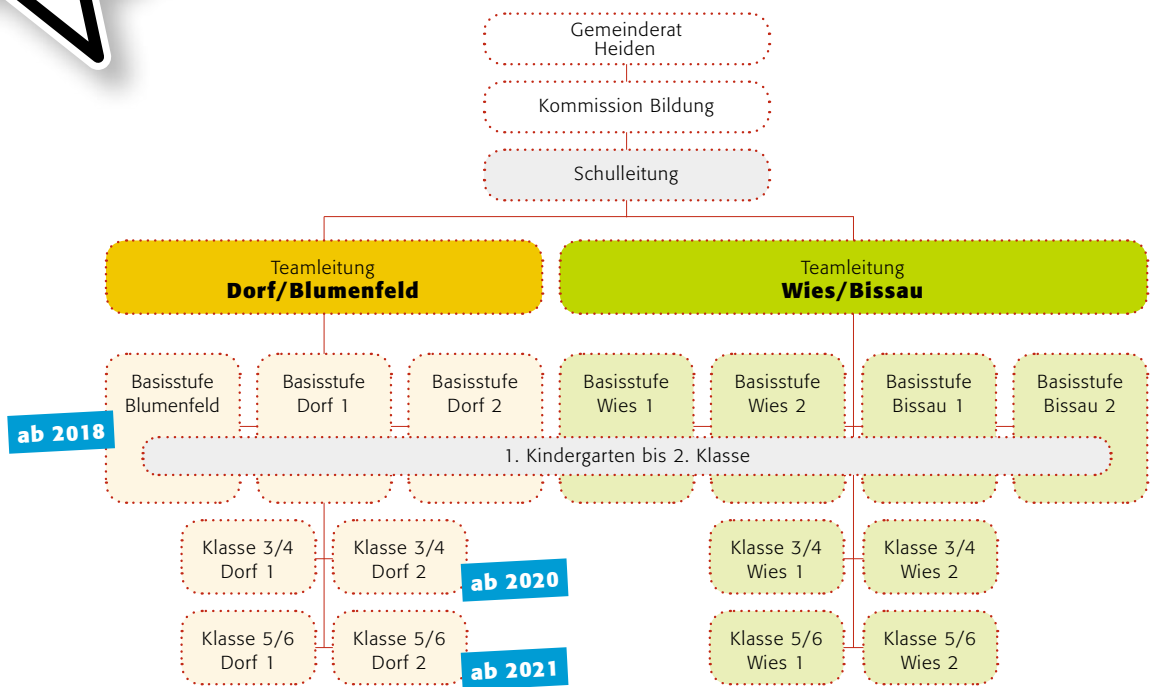 Gemeinderat
Heiden
Kommission Bildung
Schulleitung
Teamleitung
Dorf/Blumenfeld
Teamleitung
Wies/Bissau
Basisstufe
Blumenfeld
Basisstufe
Dorf 1
Basisstufe
Dorf 2
Basisstufe
Wies 1
Basisstufe
Wies 2
Basisstufe
Bissau 1
Basisstufe
Bissau 2
ab 2018
1. Kindergarten bis 2. Klasse
Klasse 3/4
Dorf 1
Klasse 3/4
Dorf 2
ab 2020
Klasse 3/4
Wies 1
Klasse 3/4
Wies 2
Klasse 5/6
Dorf 1
Klasse 5/6
Dorf 2
ab 2021
Klasse 5/6
Wies 1
Klasse 5/6
Wies 2